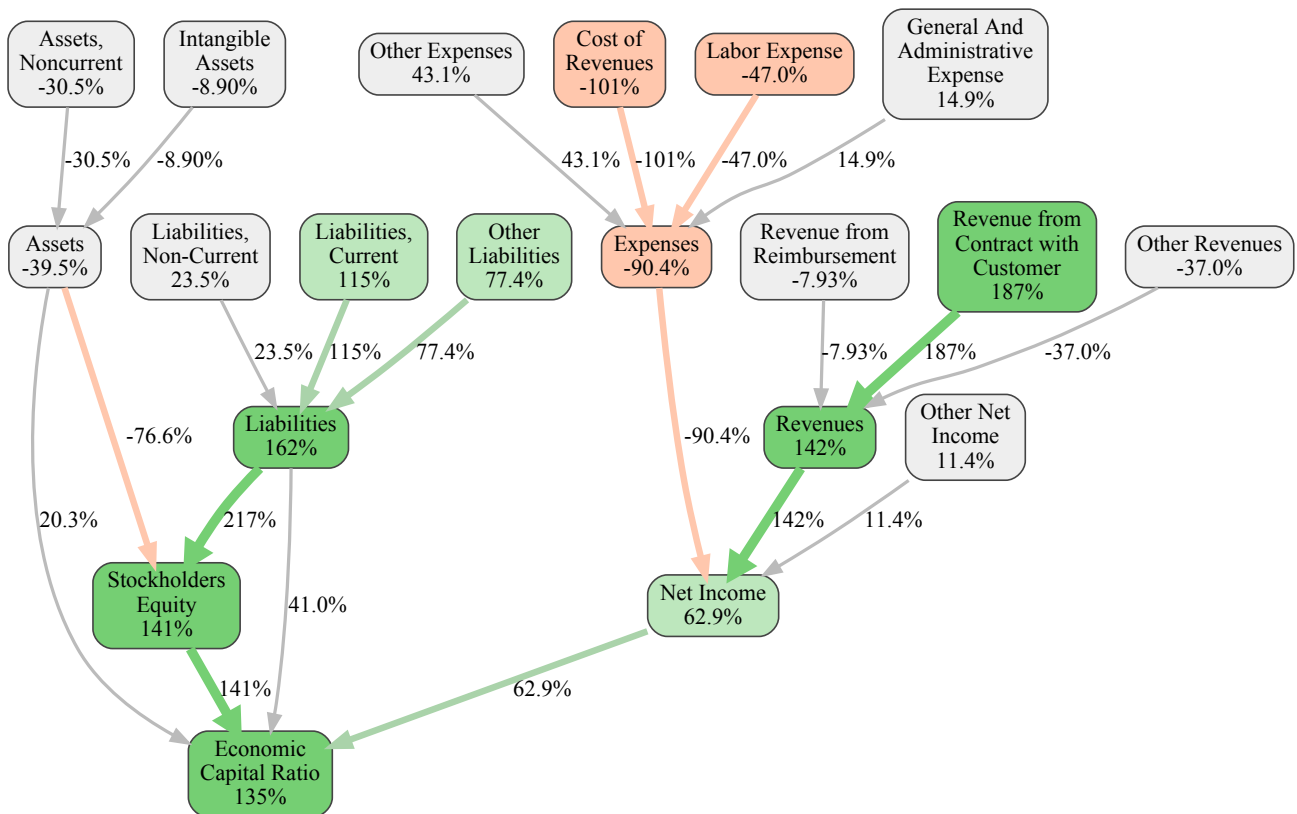 Assets,
Noncurrent
-30.5%
Intangible
Assets
-8.90%
Other Expenses
43.1%
Cost of
Revenues
-101%
Labor Expense
-47.0%
General And
Administrative
Expense
14.9%
-30.5%
-8.90%
43.1%
-101%
-47.0%
14.9%
Assets
-39.5%
Liabilities,
Non-Current
23.5%
Liabilities,
Current
115%
Other
Liabilities
77.4%
Expenses
-90.4%
Revenue from
Reimbursement
-7.93%
Revenue from
Contract with
Customer
187%
Other Revenues
-37.0%
23.5%
115%
77.4%
-7.93%
187%
-37.0%
-76.6%
Liabilities
162%
-90.4%
Revenues
142%
Other Net
Income
11.4%
20.3%
217%
142%
11.4%
Stockholders
Equity
141%
41.0%
Net Income
62.9%
141%
62.9%
Economic
Capital Ratio
135%